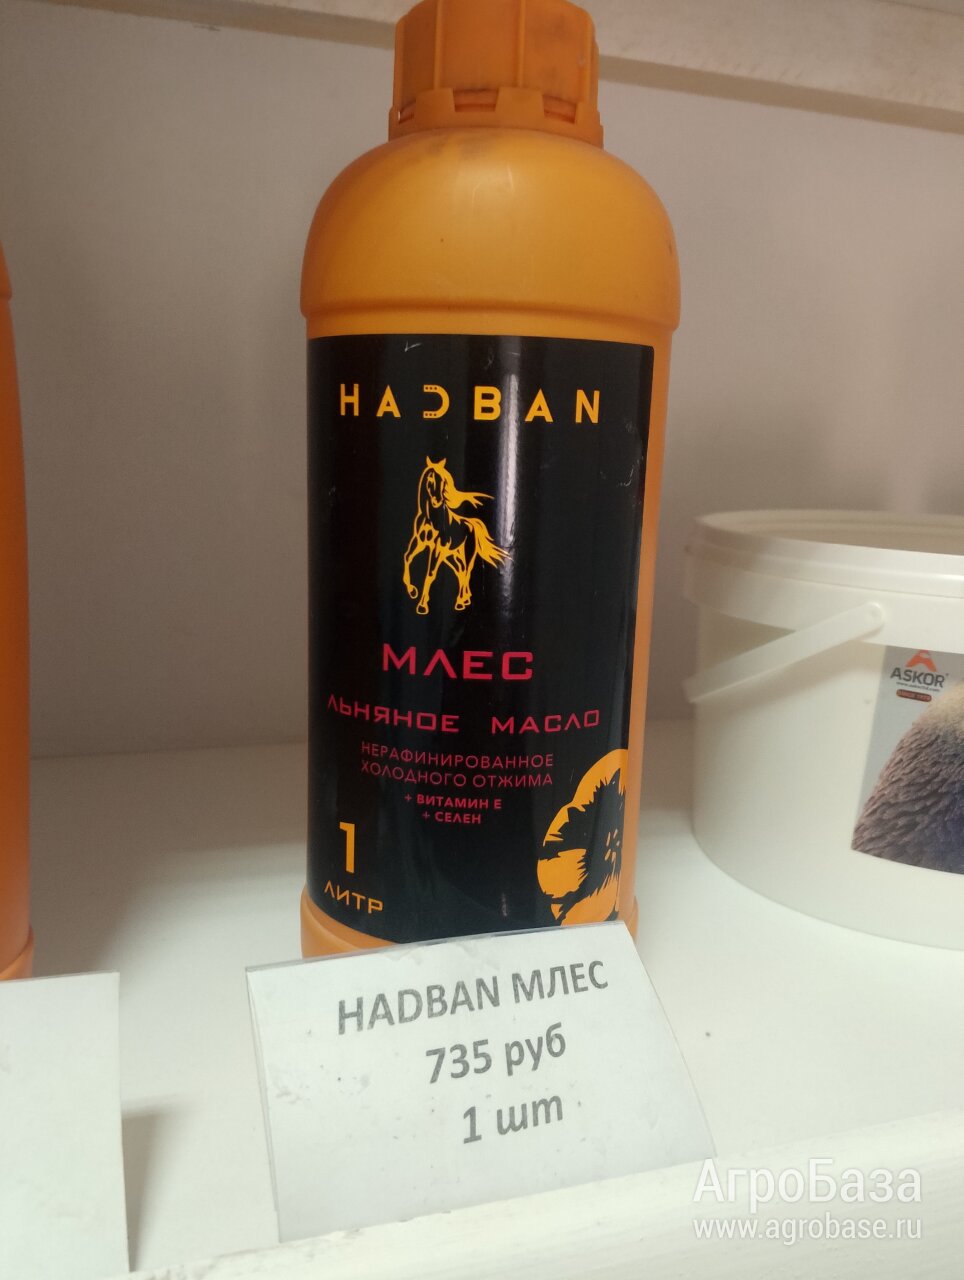 HADBAN
МЛЕС
ЛЬНЯНОЕ МАСЛО
НЕРАФИНИРОВАННОЕ
ХОЛОДНОГО ОТЖИМА
+ ВИТАМИН Е
+ СЕЛЕН
1
ЛИТР
ASKOR
HADBAN МЛЕС
735 руб
1 шт
АгроБаза
www.agrobase.ru